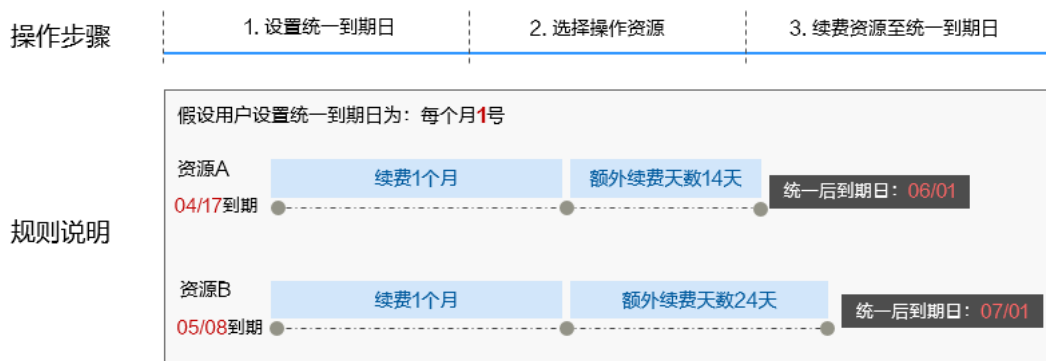 操作步骤
1. 设置统一到期日
2. 选择操作资源
3. 续费资源至统一到期日
规则说明
假设用户设置统一到期日为：每个月1号
资源A
续费1个月
额外续费天数14天
04/17到期
统一后到期日：06/01
资源B
续费1个月
额外续费天数24天
05/08到期
统一后到期日：07/01